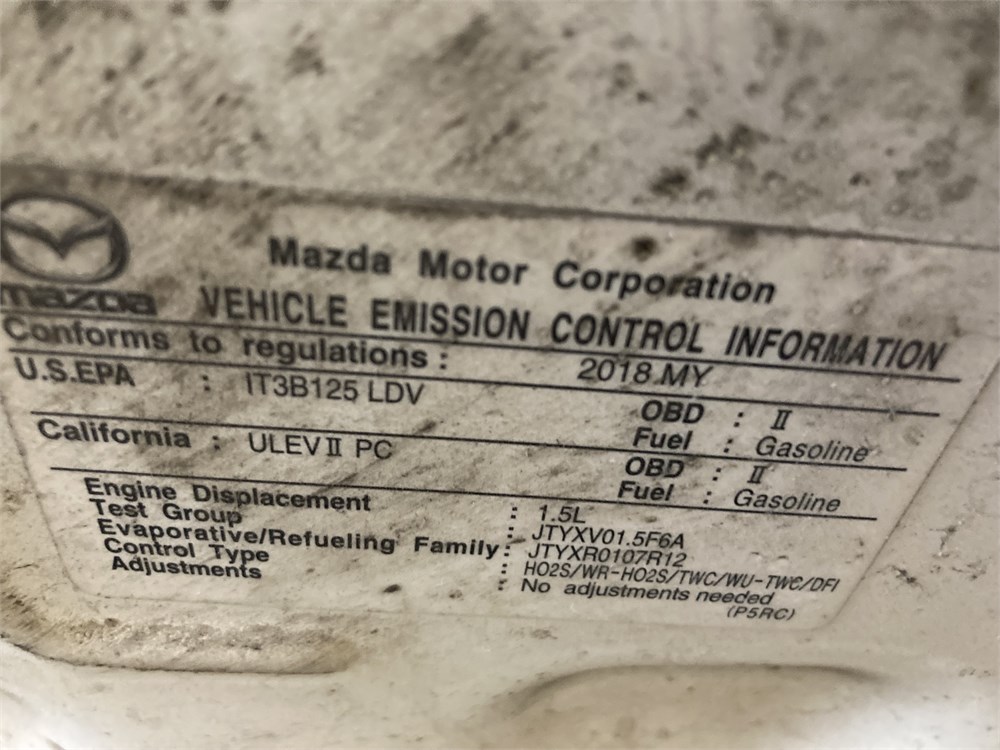 Mazda Motor Corporation
mazda VEHICLE EMISSION CONTROL INFORMATION
Conforms to regulations : 2018 MY
U.S.EPA : IT3B125 LDV OBD : II
Fuel : Gasoline
California : ULEV II PC OBD : II
Fuel : Gasoline
Engine Displacement : 1.5L
Test Group : JTYXV01.5F6A
Evaporative/Refueling Family : JTYXR0107R12
Control Type : HO2S/WR-HO2S/TWC/WU-TWC/DFI
Adjustments : No adjustments needed
(P5RC)